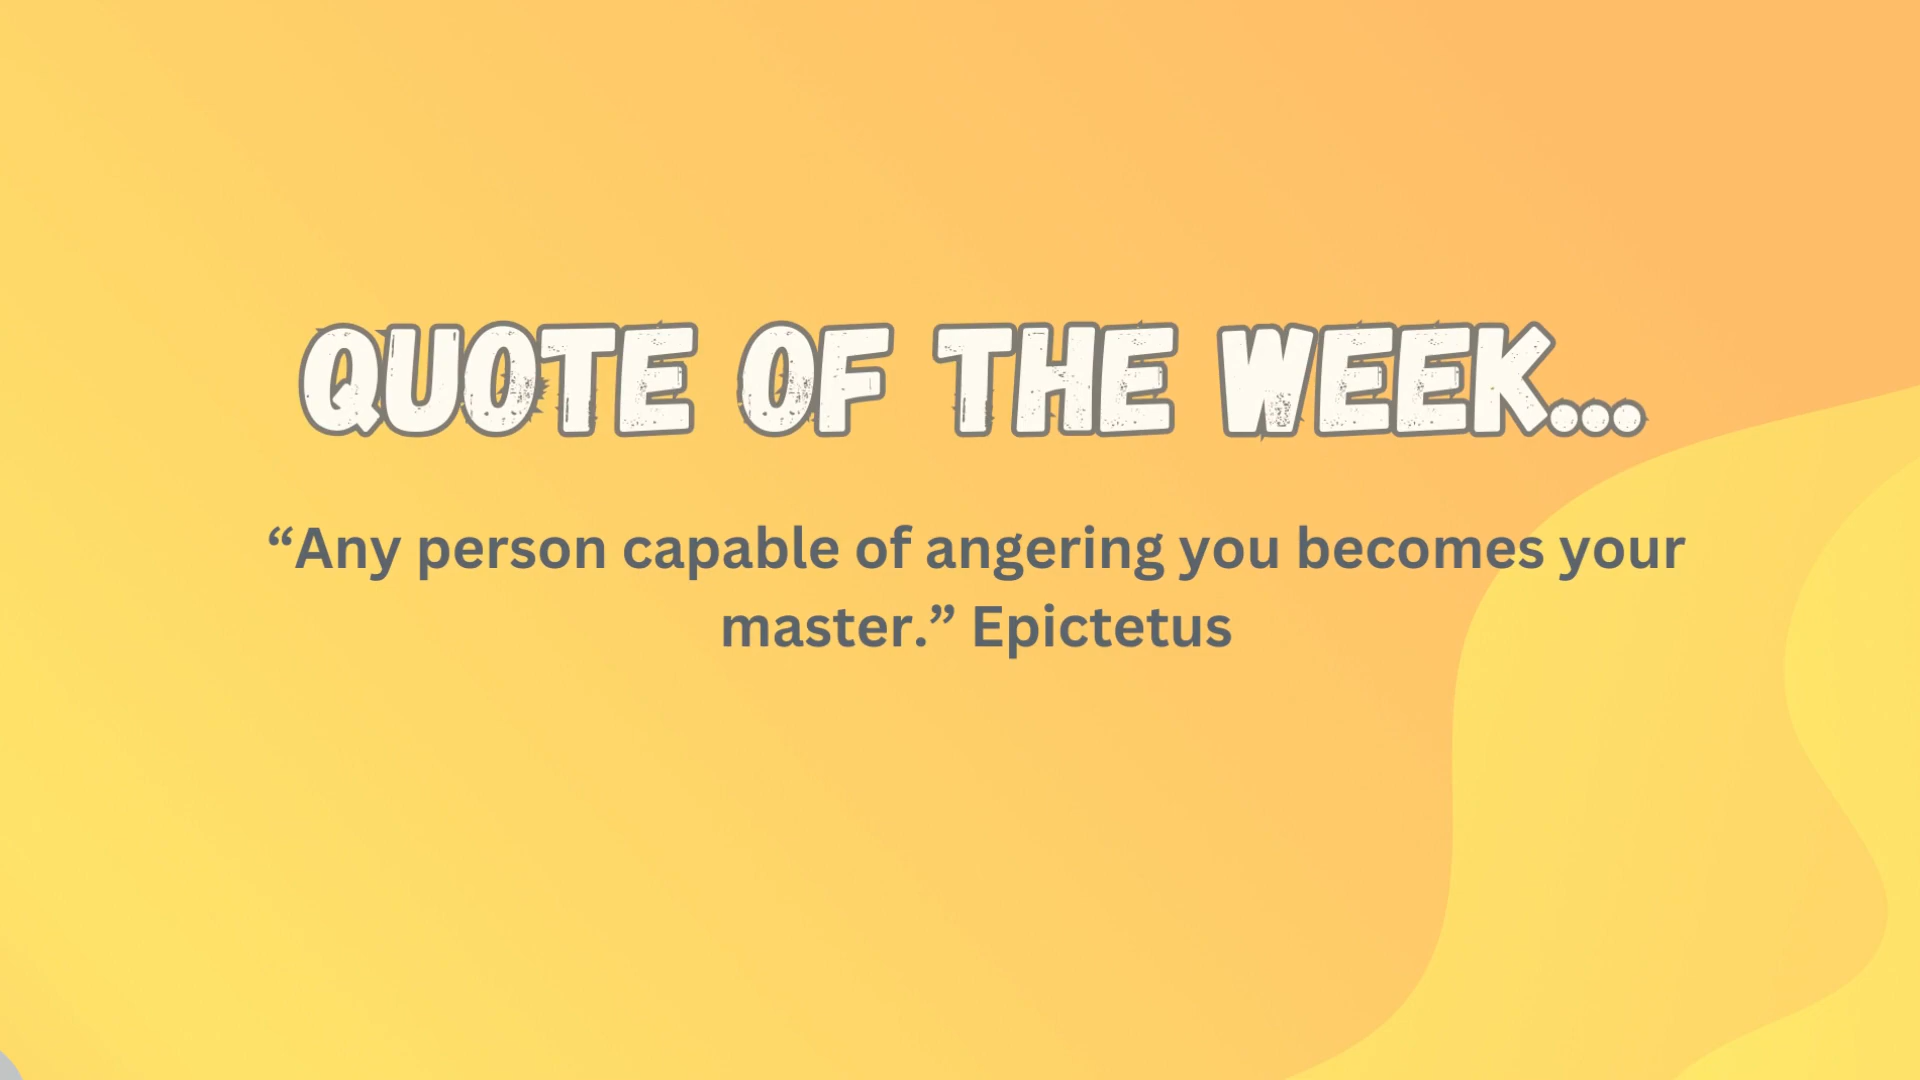 QUOTE OF THE WEEK...
“Any person capable of angering you becomes your
master.” Epictetus